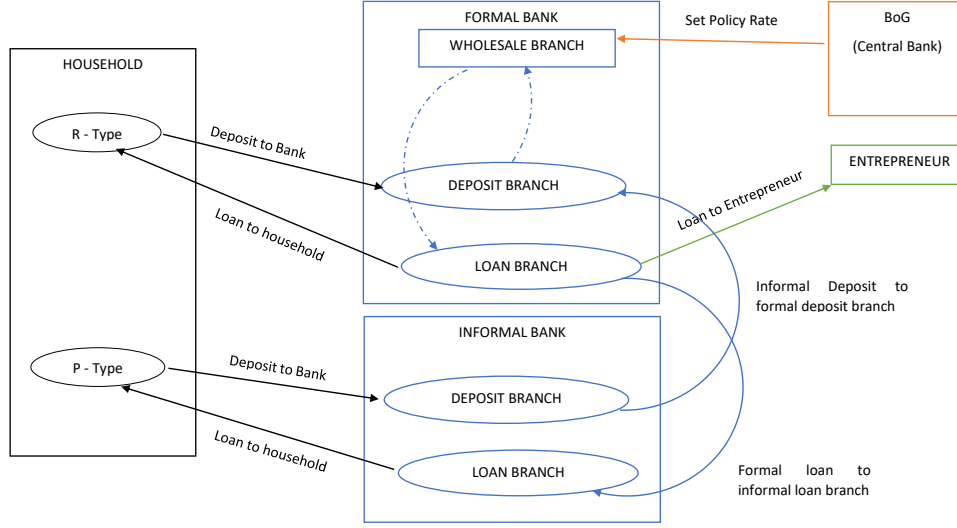 FORMAL BANK
WHOLESALE BRANCH
Set Policy Rate
BoG
(Central Bank)
HOUSEHOLD
R - Type
Deposit to Bank
DEPOSIT BRANCH
ENTREPRENEUR
Loan to Entrepreneur
Loan to household
LOAN BRANCH
Informal Deposit to
formal deposit branch
INFORMAL BANK
P - Type
Deposit to Bank
DEPOSIT BRANCH
Loan to household
LOAN BRANCH
Formal loan to
informal loan branch